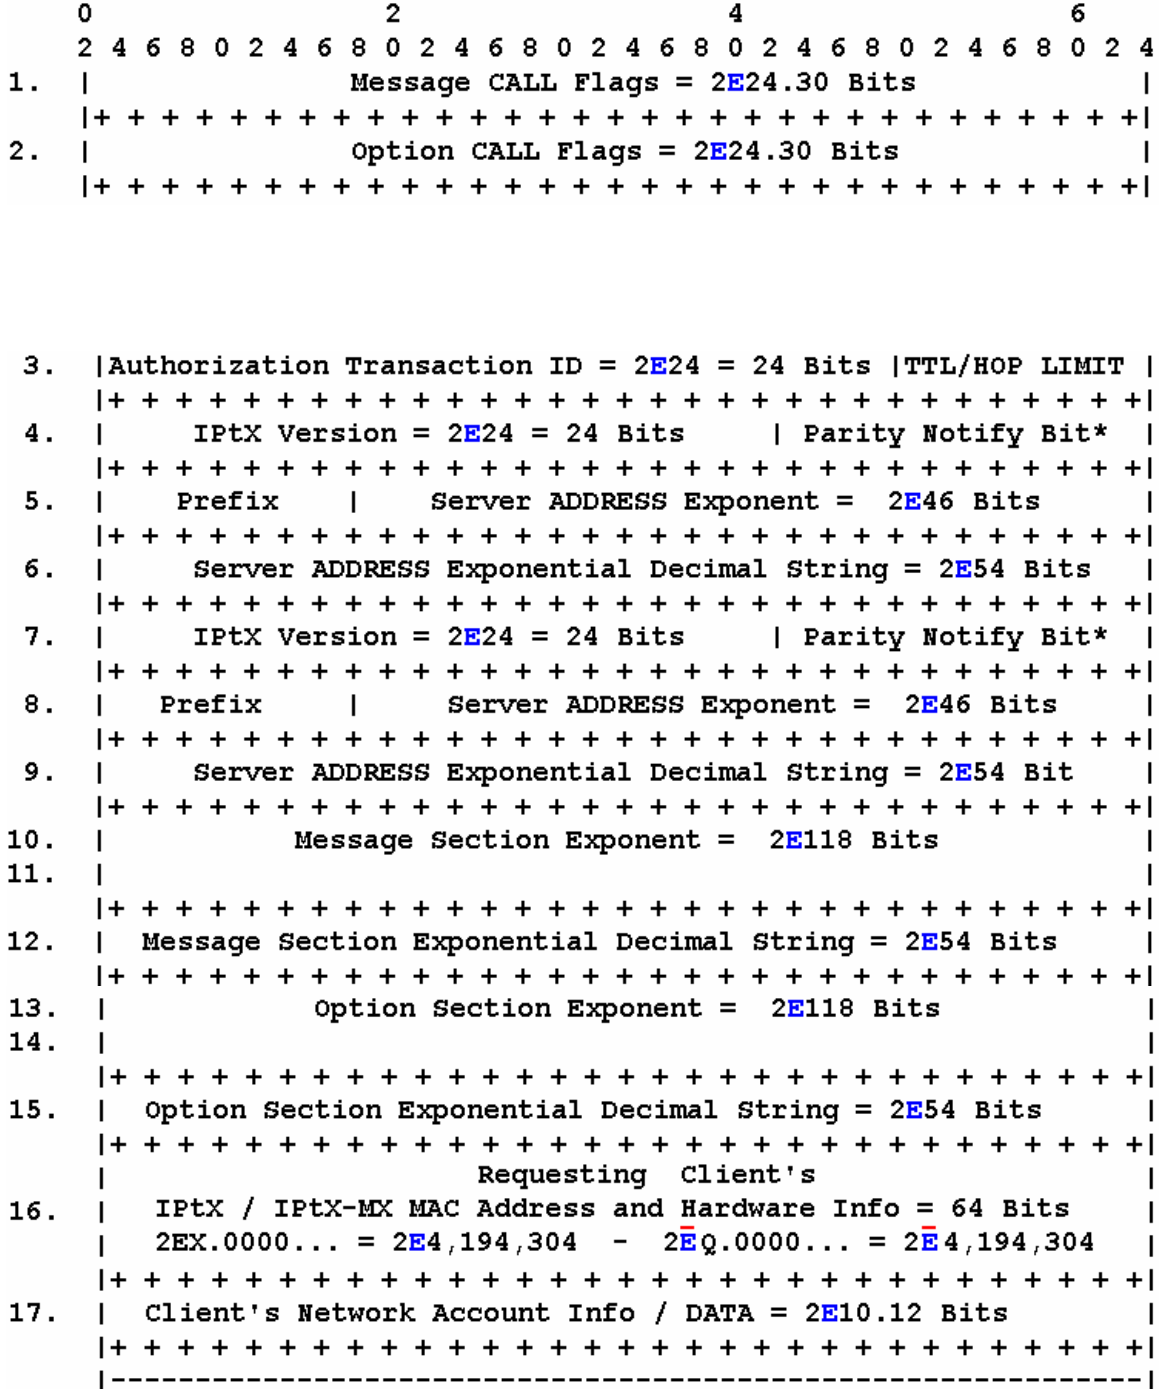 0 2 4 6
2 4 6 8 0 2 4 6 8 0 2 4 6 8 0 2 4 6 8 0 2 4 6 8 0 2 4 6 8 0 2 4
1. | Message CALL Flags = 2E24.30 Bits |
|+ + + + + + + + + + + + + + + + + + + + + + + + + + + + + + +|
2. | Option CALL Flags = 2E24.30 Bits |
|+ + + + + + + + + + + + + + + + + + + + + + + + + + + + + + +|
3. |Authorization Transaction ID = 2E24 = 24 Bits |TTL/HOP LIMIT |
|+ + + + + + + + + + + + + + + + + + + + + + + + + + + + + + +|
4. | IPtX Version = 2E24 = 24 Bits | Parity Notify Bit* |
|+ + + + + + + + + + + + + + + + + + + + + + + + + + + + + + +|
5. | Prefix | Server ADDRESS Exponent = 2E46 Bits |
|+ + + + + + + + + + + + + + + + + + + + + + + + + + + + + + +|
6. | Server ADDRESS Exponential Decimal String = 2E54 Bits |
|+ + + + + + + + + + + + + + + + + + + + + + + + + + + + + + +|
7. | IPtX Version = 2E24 = 24 Bits | Parity Notify Bit* |
|+ + + + + + + + + + + + + + + + + + + + + + + + + + + + + + +|
8. | Prefix | Server ADDRESS Exponent = 2E46 Bits |
|+ + + + + + + + + + + + + + + + + + + + + + + + + + + + + + +|
9. | Server ADDRESS Exponential Decimal String = 2E54 Bit |
|+ + + + + + + + + + + + + + + + + + + + + + + + + + + + + + +|
10. | Message Section Exponent = 2E118 Bits |
11. | |
|+ + + + + + + + + + + + + + + + + + + + + + + + + + + + + + +|
12. | Message Section Exponential Decimal String = 2E54 Bits |
|+ + + + + + + + + + + + + + + + + + + + + + + + + + + + + + +|
13. | Option Section Exponent = 2E118 Bits |
14. | |
|+ + + + + + + + + + + + + + + + + + + + + + + + + + + + + + +|
15. | Option Section Exponential Decimal String = 2E54 Bits |
|+ + + + + + + + + + + + + + + + + + + + + + + + + + + + + + +|
| Requesting Client's |
16. | IPtX / IPtX-MX MAC Address and Hardware Info = 64 Bits |
| 2EX.0000... = 2E4,194,304 - 2E̅Q.0000... = 2E̅4,194,304 |
|+ + + + + + + + + + + + + + + + + + + + + + + + + + + + + + +|
17. | Client's Network Account Info / DATA = 2E10.12 Bits |
|+ + + + + + + + + + + + + + + + + + + + + + + + + + + + + + +|
|-------------------------------------------------------------|